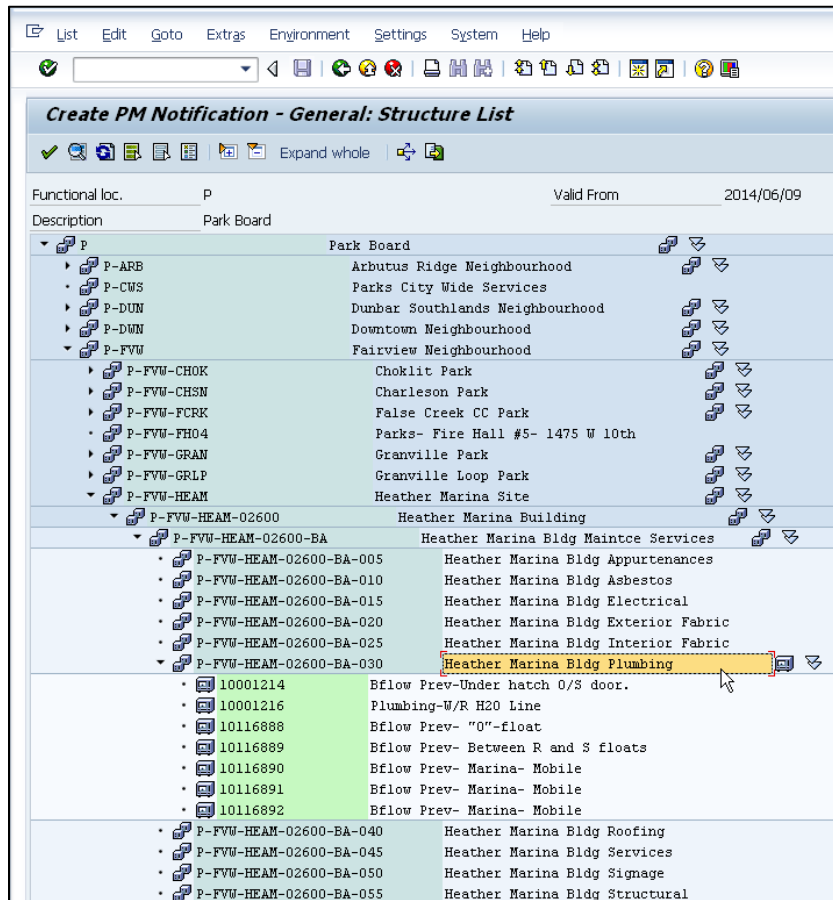 List Edit Goto Extras Environment Settings System Help
Create PM Notification - General: Structure List
Expand whole
Functional loc. P Valid From 2014/06/09
Description Park Board
P Park Board
P-ARB Arbutus Ridge Neighbourhood
P-CWS Parks City Wide Services
P-DUN Dunbar Southlands Neighbourhood
P-DWN Downtown Neighbourhood
P-FVW Fairview Neighbourhood
P-FVW-CHOK Choklit Park
P-FVW-CHSN Charleson Park
P-FVW-FCRK False Creek CC Park
P-FVW-FH04 Parks- Fire Hall #5- 1475 W 10th
P-FVW-GRAN Granville Park
P-FVW-GRLP Granville Loop Park
P-FVW-HEAM Heather Marina Site
P-FVW-HEAM-02600 Heather Marina Building
P-FVW-HEAM-02600-BA Heather Marina Bldg Maintce Services
P-FVW-HEAM-02600-BA-005 Heather Marina Bldg Appurtenances
P-FVW-HEAM-02600-BA-010 Heather Marina Bldg Asbestos
P-FVW-HEAM-02600-BA-015 Heather Marina Bldg Electrical
P-FVW-HEAM-02600-BA-020 Heather Marina Bldg Exterior Fabric
P-FVW-HEAM-02600-BA-025 Heather Marina Bldg Interior Fabric
P-FVW-HEAM-02600-BA-030 Heather Marina Bldg Plumbing
10001214 Bflow Prev-Under hatch O/S door.
10001216 Plumbing-W/R H2O Line
10116888 Bflow Prev- "O"-float
10116889 Bflow Prev- Between R and S floats
10116890 Bflow Prev- Marina- Mobile
10116891 Bflow Prev- Marina- Mobile
10116892 Bflow Prev- Marina- Mobile
P-FVW-HEAM-02600-BA-040 Heather Marina Bldg Roofing
P-FVW-HEAM-02600-BA-045 Heather Marina Bldg Services
P-FVW-HEAM-02600-BA-050 Heather Marina Bldg Signage
P-FVW-HEAM-02600-BA-055 Heather Marina Bldg Structural